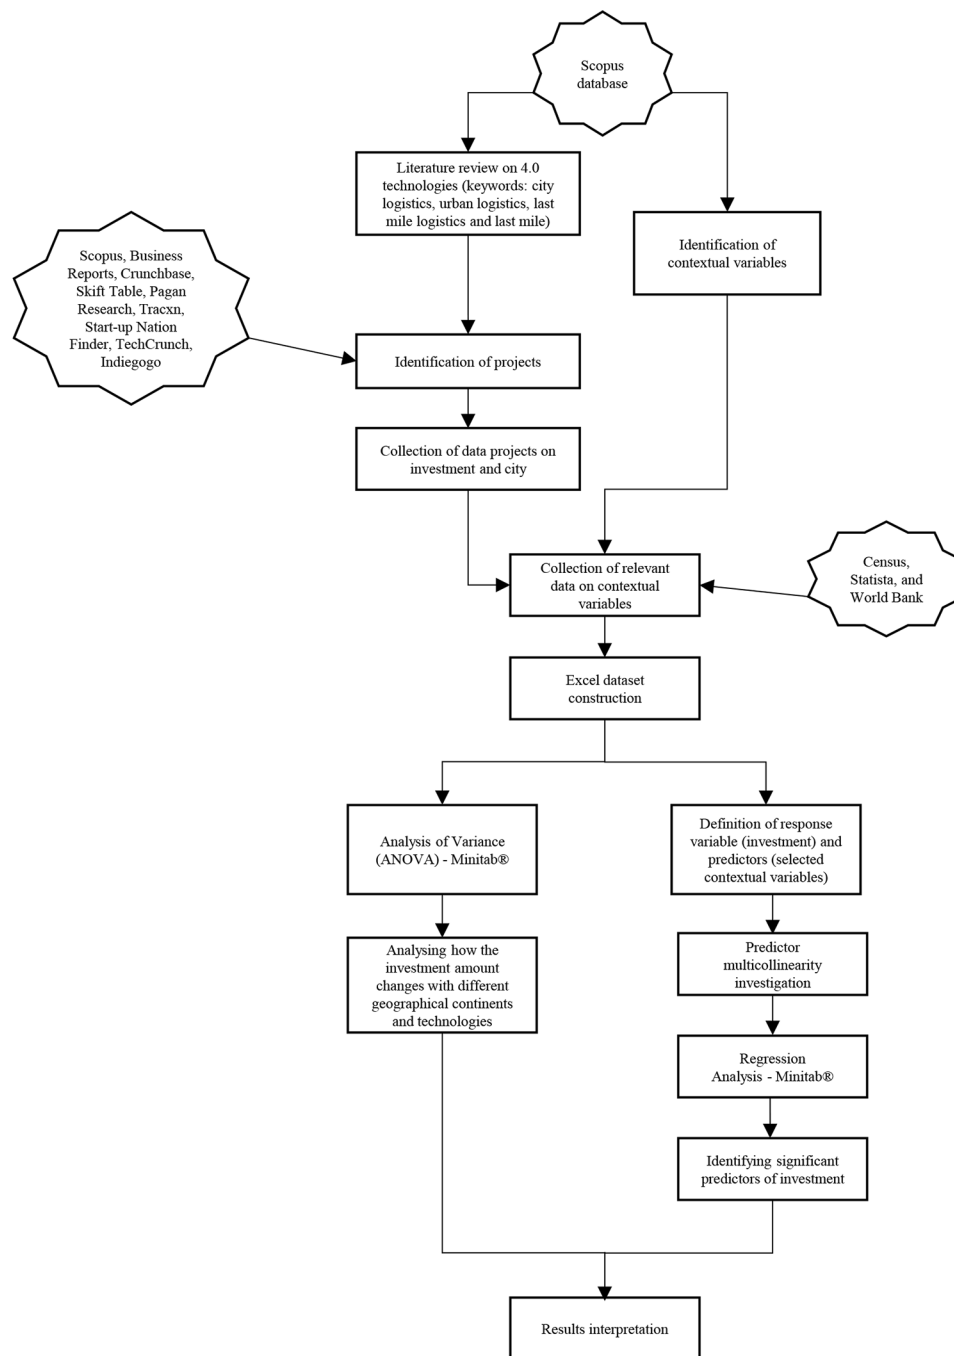 Scopus
database
Literature review on 4.0
technologies (keywords: city
logistics, urban logistics, last
mile logistics and last mile)
Identification of
contextual variables
Scopus, Business
Reports, Crunchbase,
Skift Table, Pagan
Research, Tracxn,
Start-up Nation
Finder, TechCrunch,
Indiegogo
Identification of projects
Collection of data projects on
investment and city
Collection of relevant
data on contextual
variables
Census,
Statista, and
World Bank
Excel dataset
construction
Analysis of Variance
(ANOVA) - Minitab®
Definition of response
variable (investment) and
predictors (selected
contextual variables)
Analysing how the
investment amount
changes with different
geographical continents
and technologies
Predictor
multicollinearity
investigation
Regression
Analysis - Minitab®
Identifying significant
predictors of investment
Results interpretation